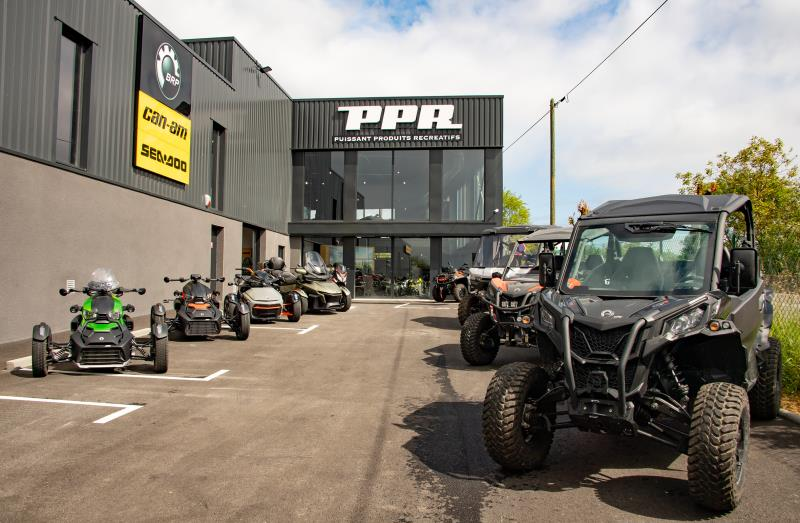 BRP
can-am
SEA-DOO
PPR
PUISSANT PRODUITS RECREATIFS